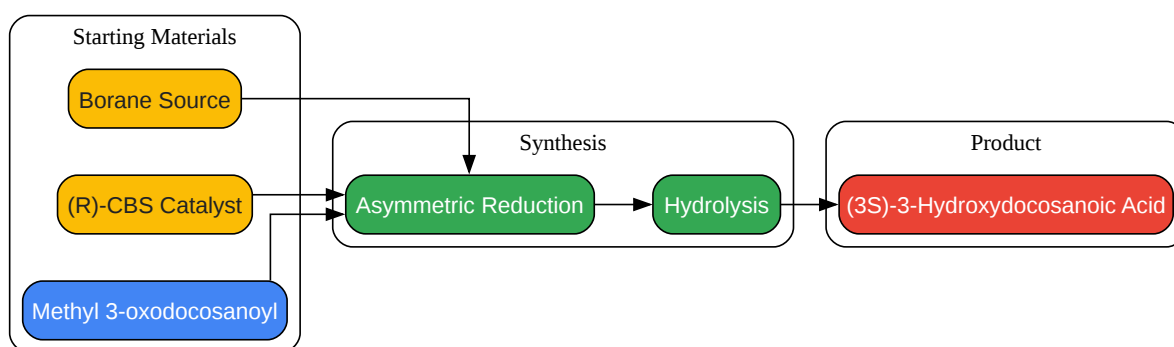 Starting Materials
Borane Source
(R)-CBS Catalyst
Methyl 3-oxodocosanoyl
Synthesis
Asymmetric Reduction
Hydrolysis
Product
(3S)-3-Hydroxydocosanoic Acid